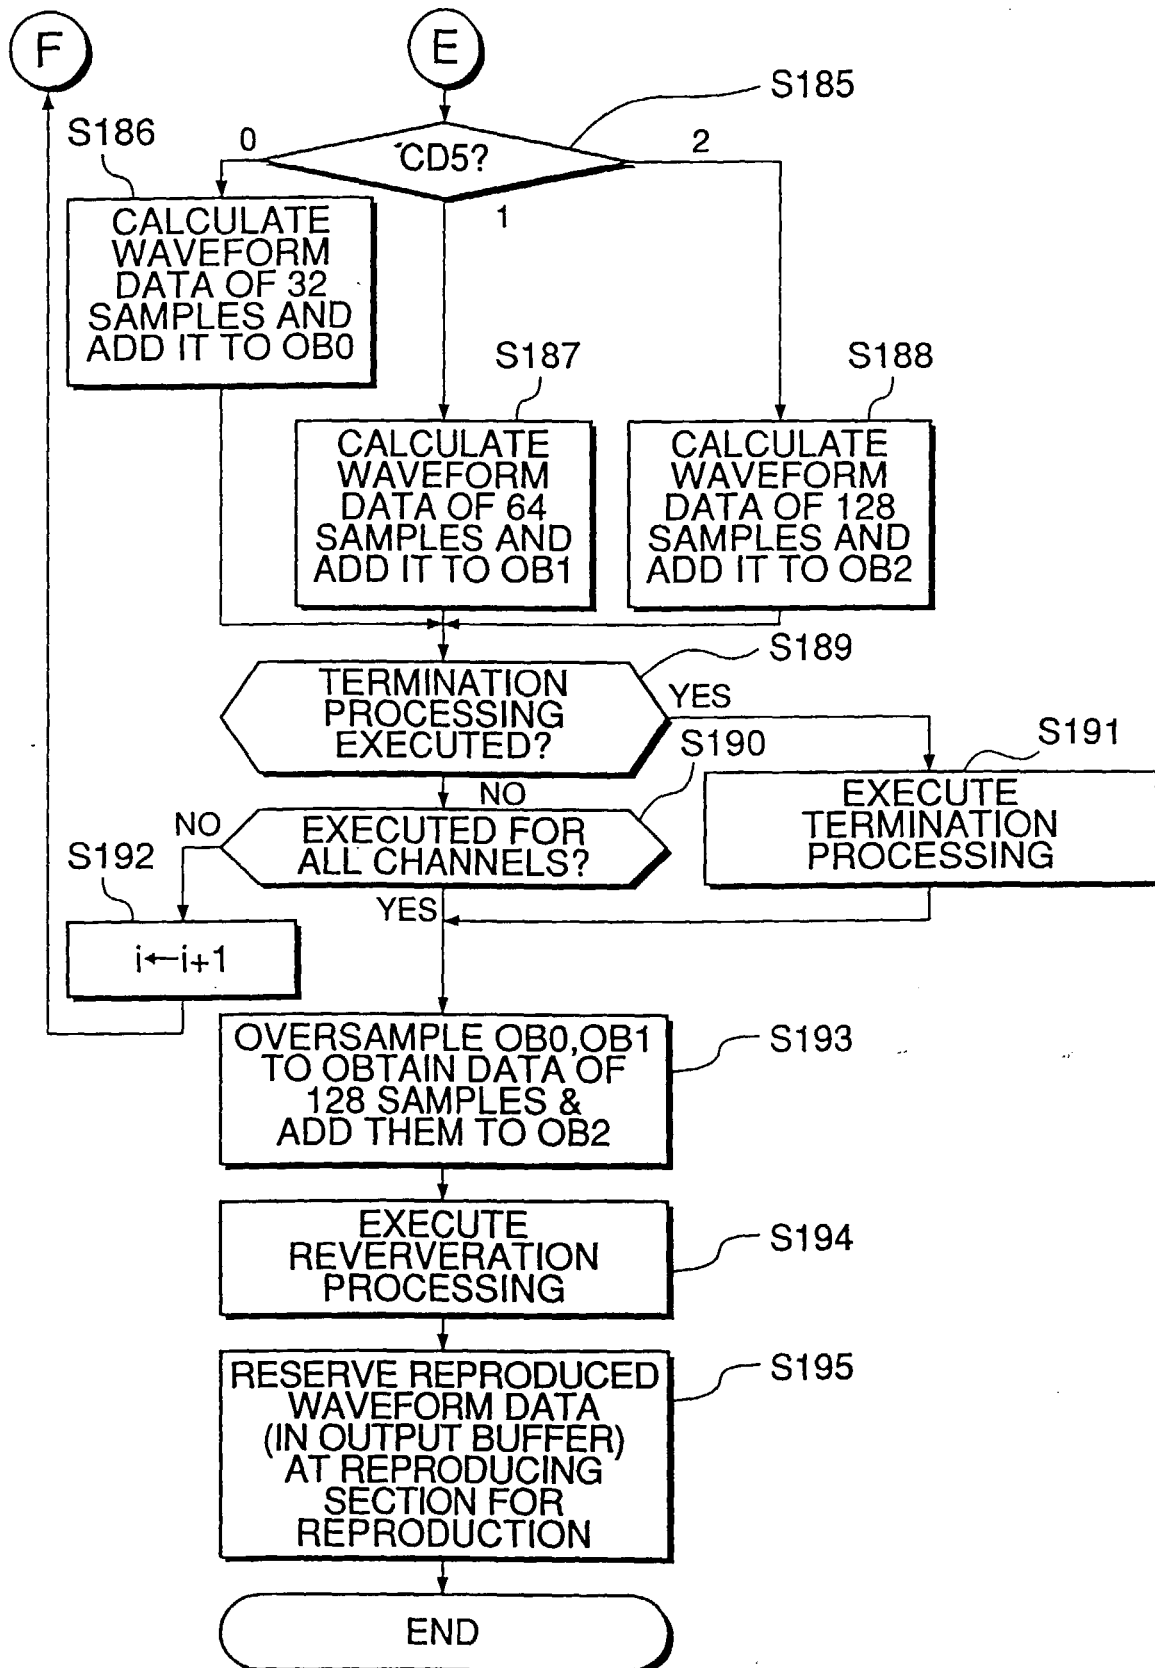 F
E
S185
S186
0
CD5?
2
1
CALCULATE
WAVEFORM
DATA OF 32
SAMPLES AND
ADD IT TO OB0
S187
S188
CALCULATE
WAVEFORM
DATA OF 64
SAMPLES AND
ADD IT TO OB1
CALCULATE
WAVEFORM
DATA OF 128
SAMPLES AND
ADD IT TO OB2
S189
TERMINATION
PROCESSING
EXECUTED?
YES
S190
S191
NO
EXECUTE
TERMINATION
PROCESSING
NO
EXECUTED FOR
ALL CHANNELS?
S192
YES
i←i+1
OVERSAMPLE OB0,OB1
TO OBTAIN DATA OF
128 SAMPLES &
ADD THEM TO OB2
S193
EXECUTE
REVERVERATION
PROCESSING
S194
RESERVE REPRODUCED
WAVEFORM DATA
(IN OUTPUT BUFFER)
AT REPRODUCING
SECTION FOR
REPRODUCTION
S195
END